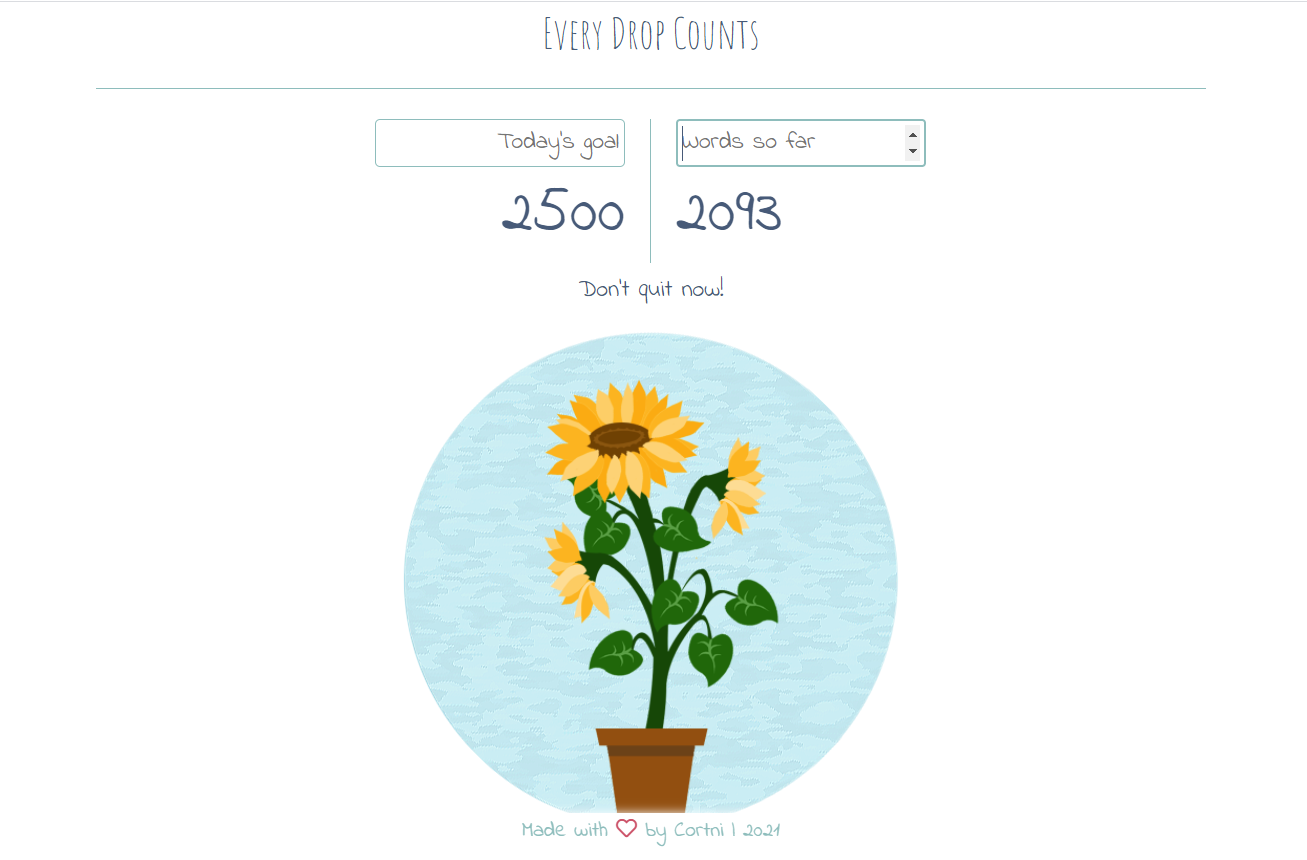 Every Drop Counts
Today's goal
Words so far
2500
2093
Don't quit now!
Made with by Cortni | 2021